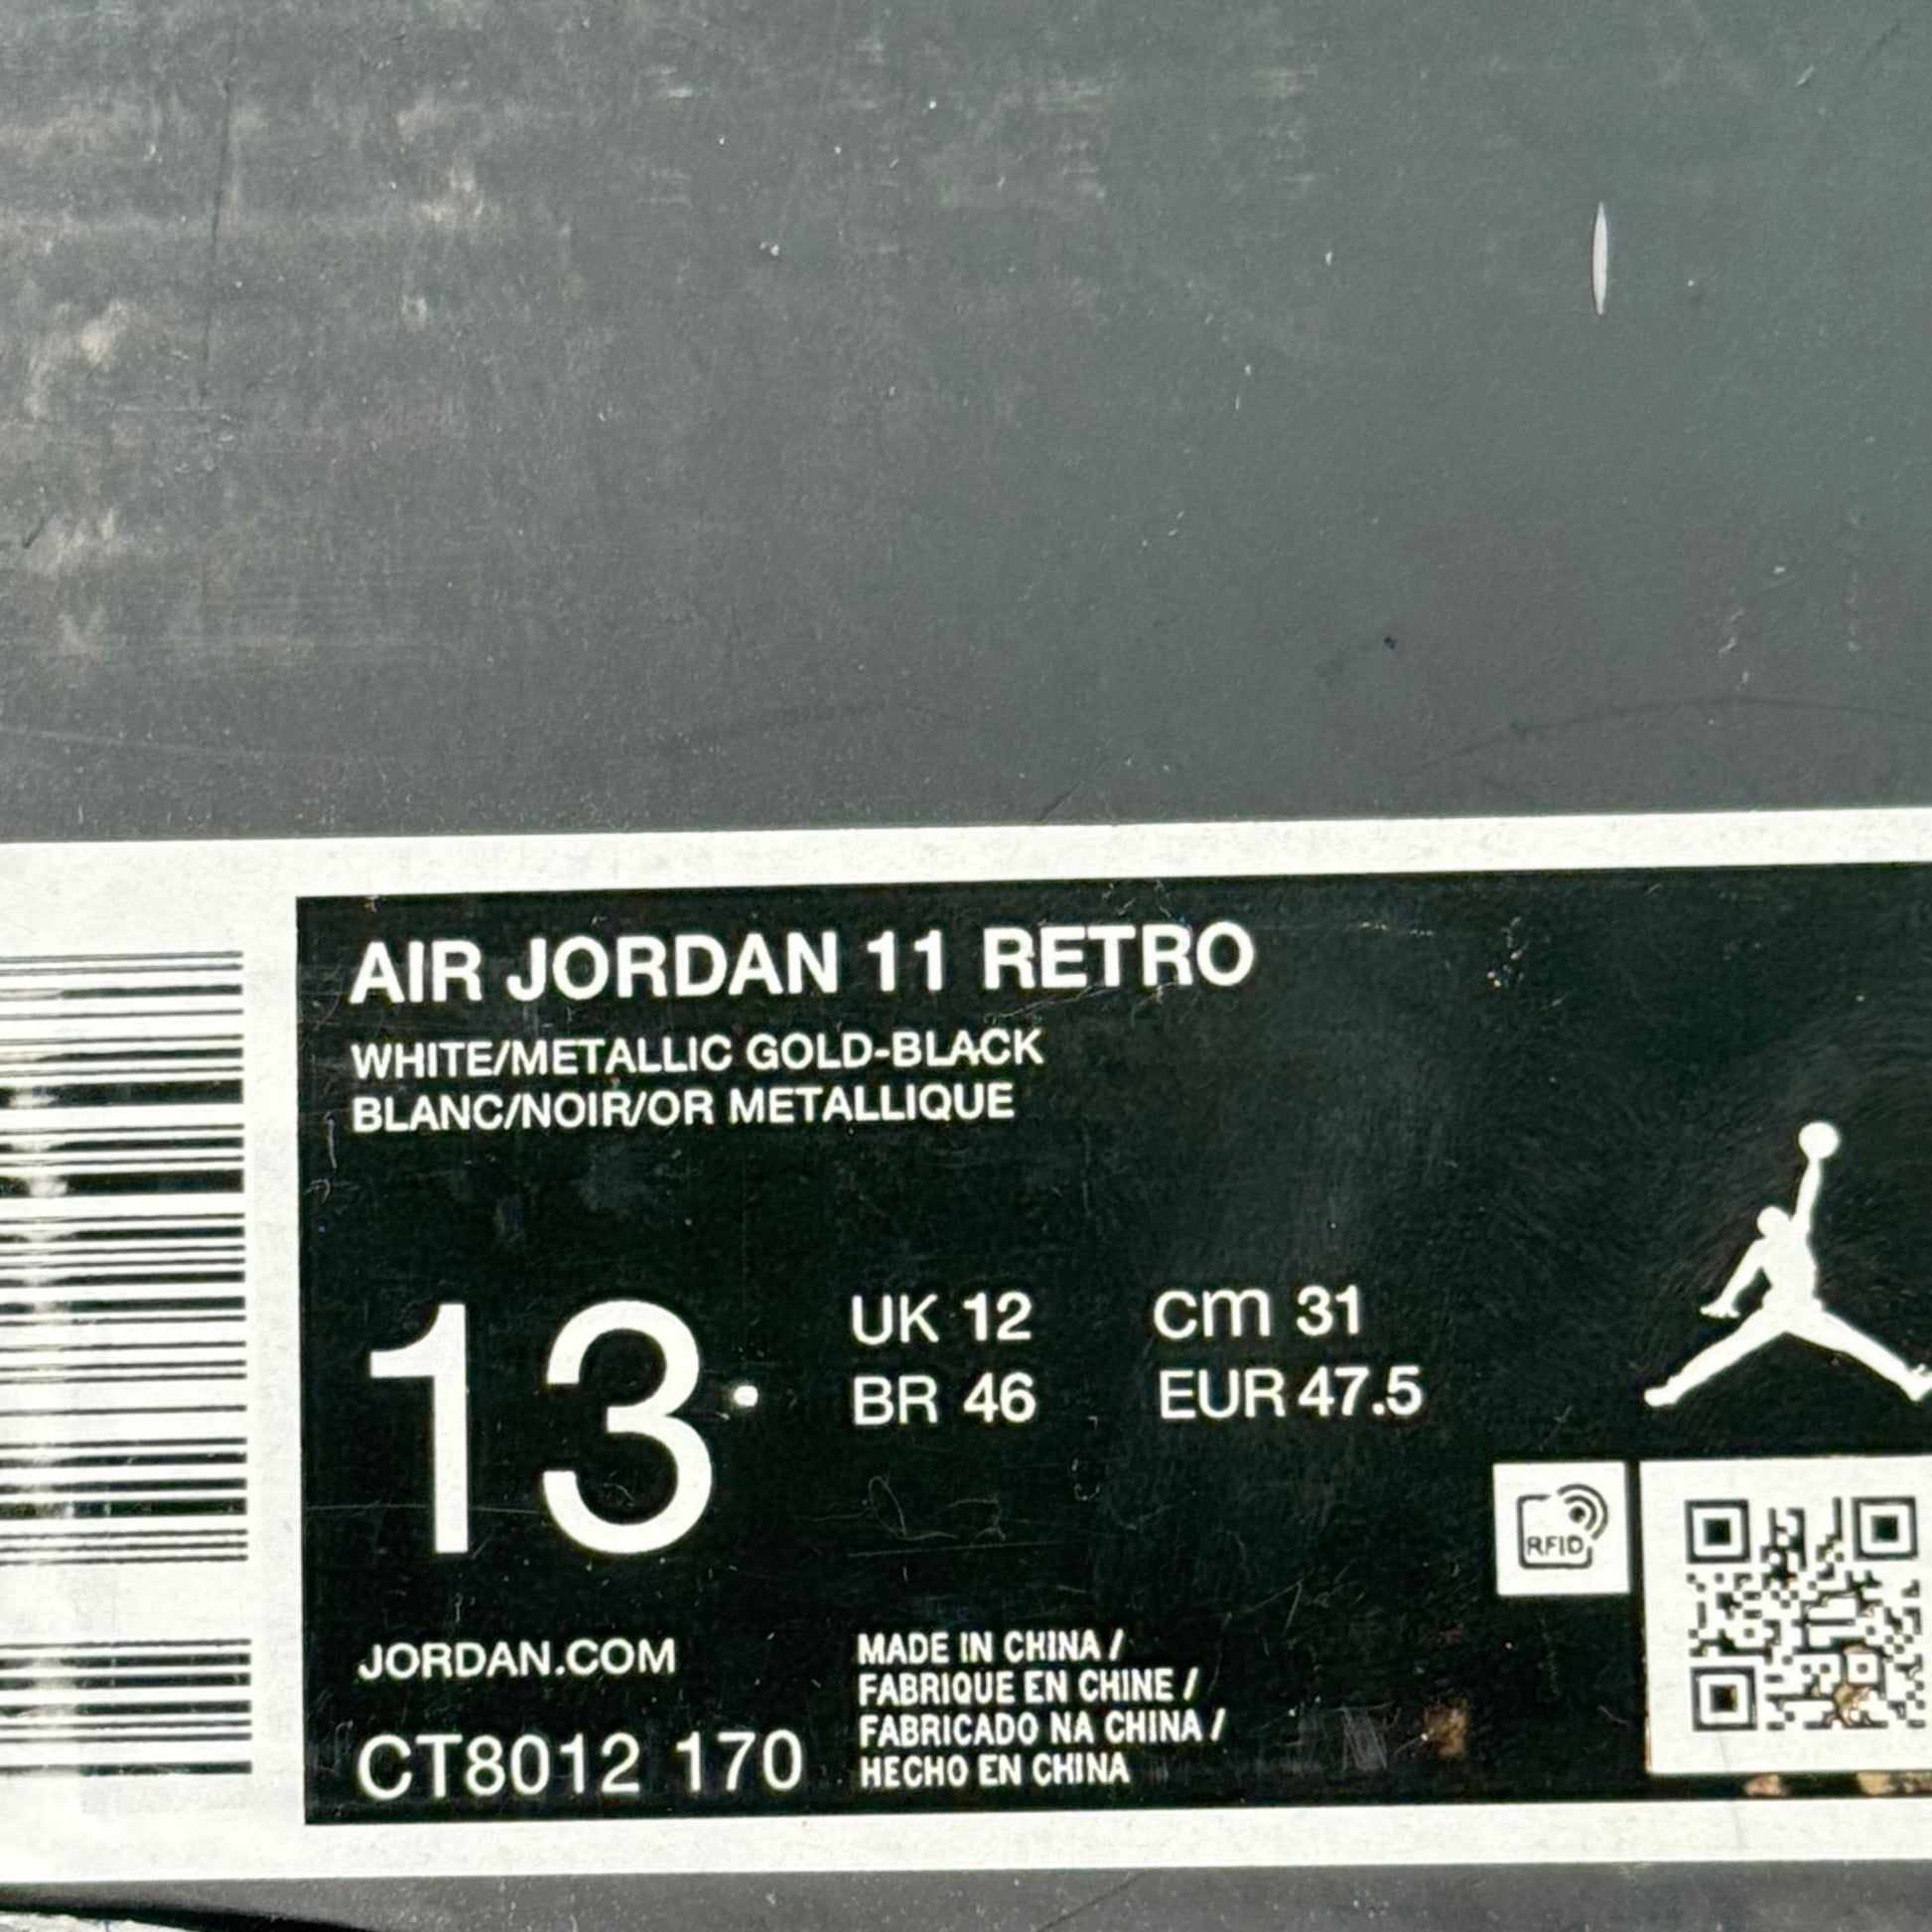 AIR JORDAN 11 RETRO
WHITE/METALLIC GOLD-BLACK
BLANC/NOIR/OR METALLIQUE
13
UK 12
cm 31
BR 46
EUR 47.5
RFID
JORDAN.COM
CT8012 170
MADE IN CHINA /
FABRIQUE EN CHINE /
FABRICADO NA CHINA /
HECHO EN CHINA